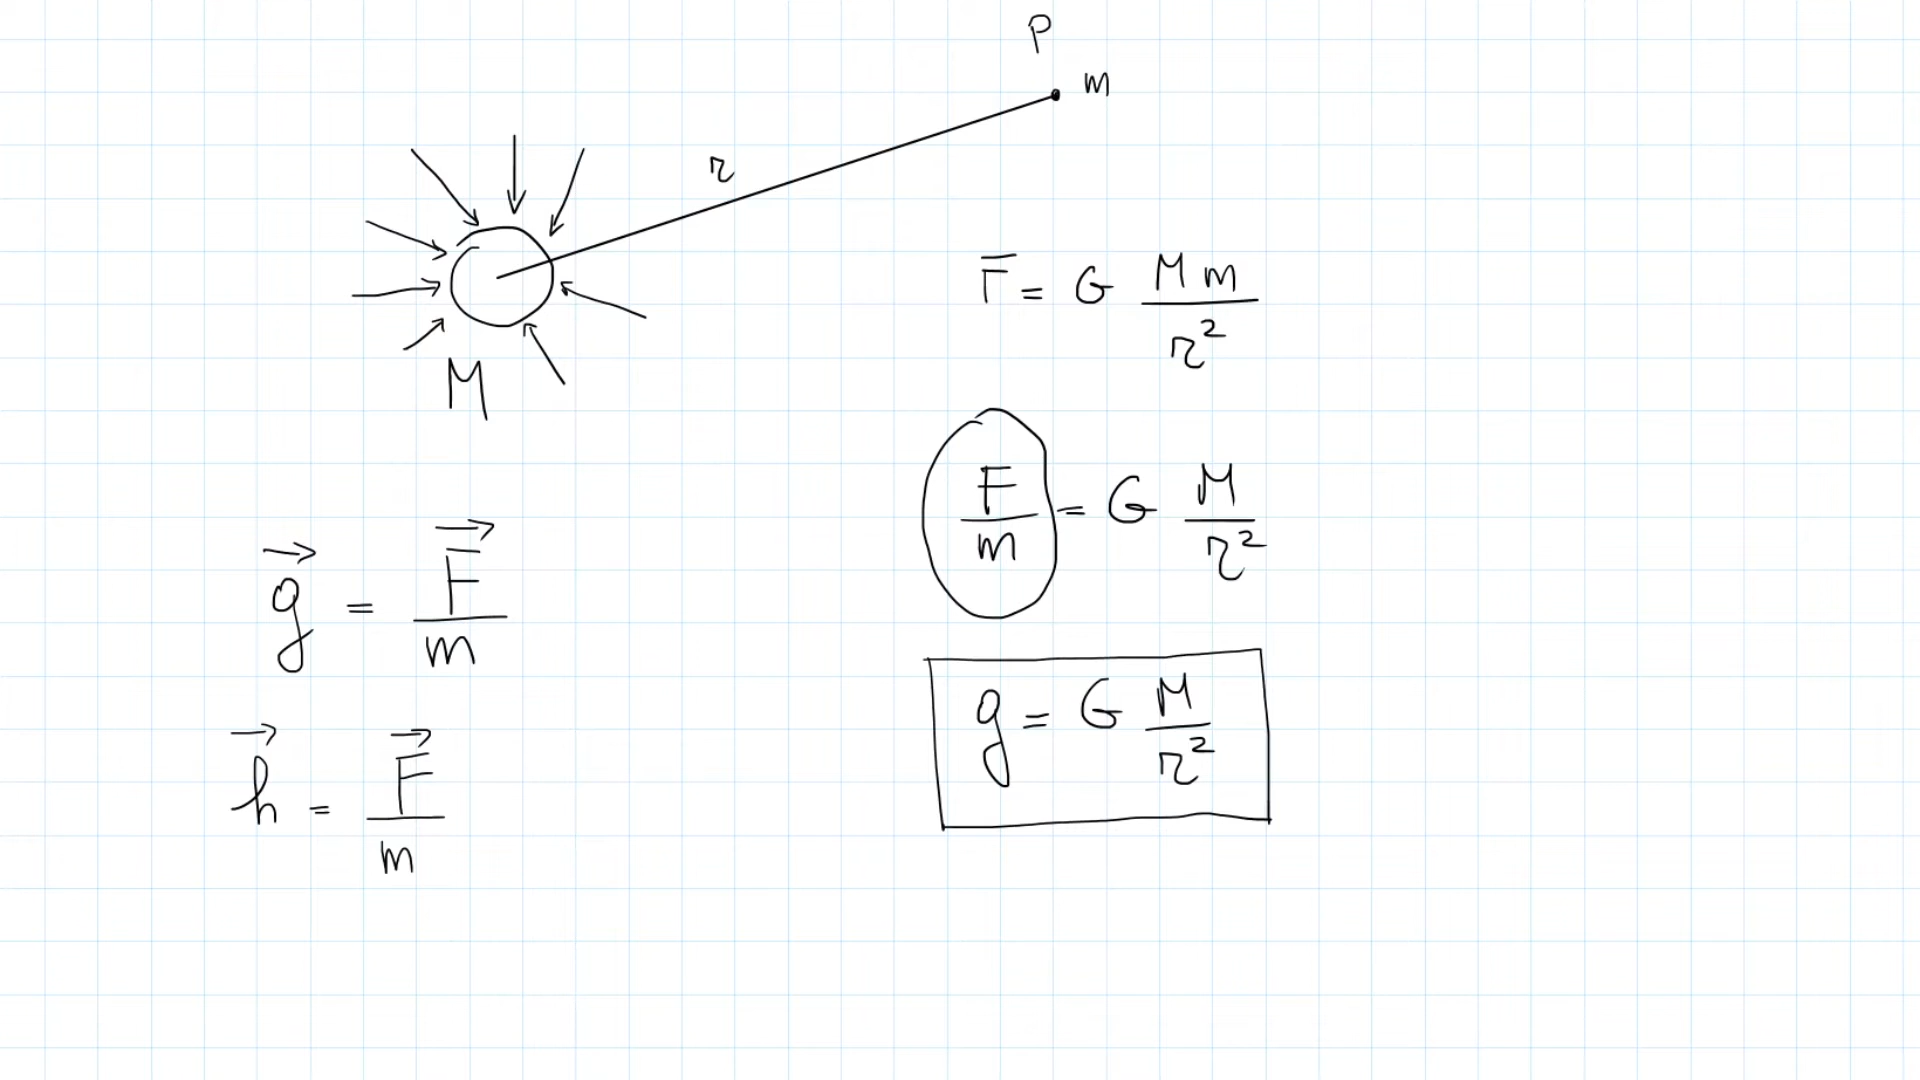 P
m
r
M
F = G Mm/r²
F/m = G M/r²
g⃗ = F⃗/m
g = G M/r²
h⃗ = F⃗/m